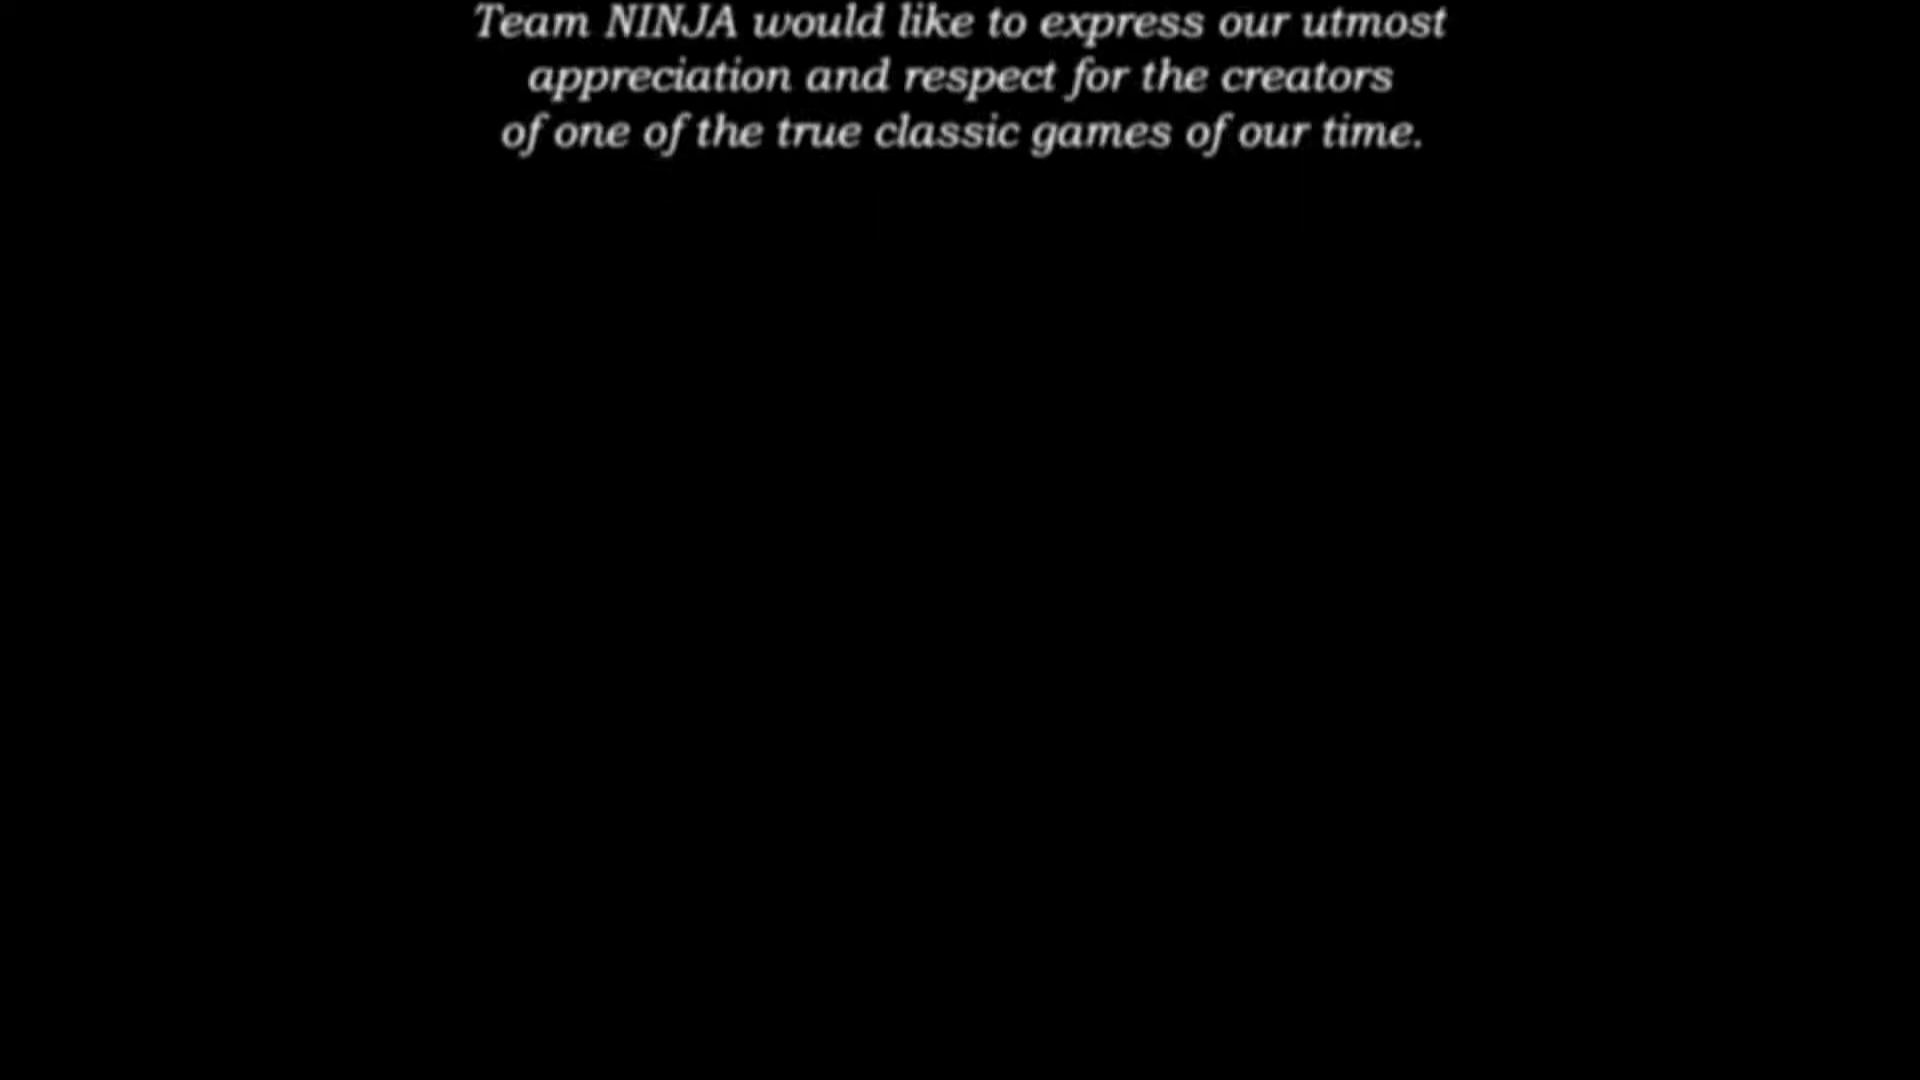 Team NINJA would like to express our utmost
appreciation and respect for the creators
of one of the true classic games of our time.